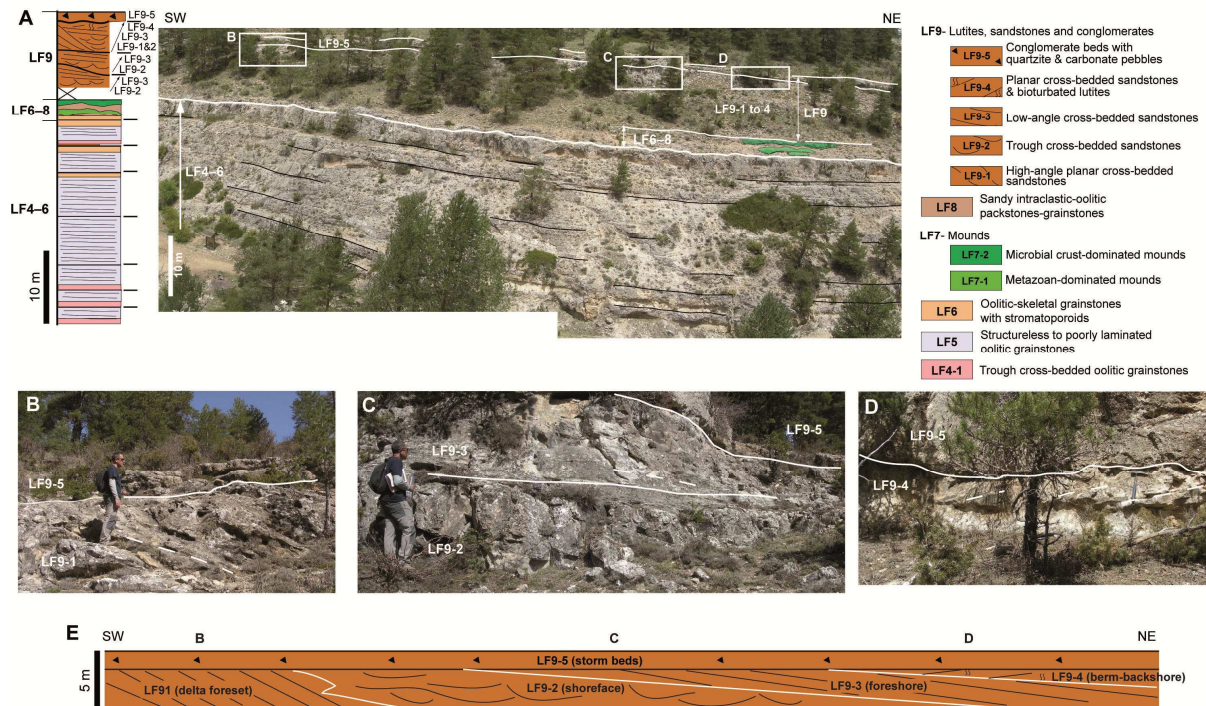 A
SW
NE
LF9-5
LF9-4
LF9-3
LF9-1&2
LF9-3
LF9-2
LF9-3
LF9-2
LF9
LF6–8
LF4–6
10 m
B
LF9-5
C
D
LF9-1 to 4
LF9
LF6–8
LF4–6
10 m
LF9- Lutites, sandstones and conglomerates
LF9-5 Conglomerate beds with
quartzite & carbonate pebbles
LF9-4 Planar cross-bedded sandstones
& bioturbated lutites
LF9-3 Low-angle cross-bedded sandstones
LF9-2 Trough cross-bedded sandstones
LF9-1 High-angle planar cross-bedded
sandstones
LF8 Sandy intraclastic-oolitic
packstones-grainstones
LF7- Mounds
LF7-2 Microbial crust-dominated mounds
LF7-1 Metazoan-dominated mounds
LF6 Oolitic-skeletal grainstones
with stromatoporoids
LF5 Structureless to poorly laminated
oolitic grainstones
LF4-1 Trough cross-bedded oolitic grainstones
B
LF9-5
LF9-1
C
LF9-5
LF9-3
LF9-2
D
LF9-5
LF9-4
E
SW B C D NE
5 m
LF9-5 (storm beds)
LF91 (delta foreset)
LF9-2 (shoreface)
LF9-3 (foreshore)
LF9-4 (berm-backshore)